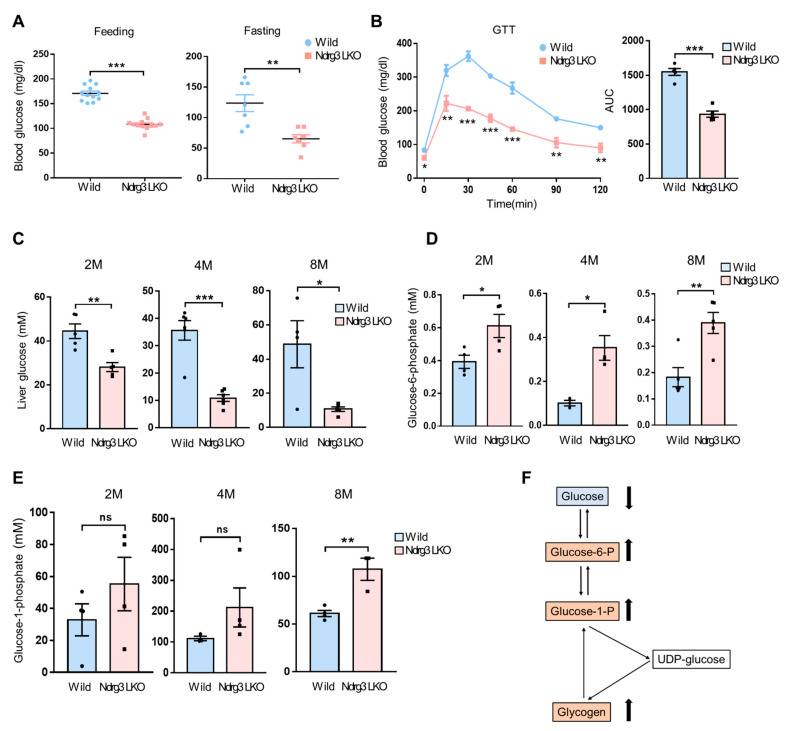 A
Feeding
Fasting
Wild
Ndrg3 LKO
Blood glucose (mg/dl)
250
200
150
100
50
0
***
Wild
Ndrg3 LKO
200
150
100
50
0
**
Wild
Ndrg3 LKO
B
GTT
Wild
Ndrg3 LKO
Blood glucose (mg/dl)
400
300
200
100
0
*
**
***
***
***
**
**
0
15
30
45
60
90
120
Time(min)
AUC
2000
1500
1000
500
0
***
Wild
Ndrg3 LKO
C
2M
4M
8M
Wild
Ndrg3 LKO
Liver glucose (mM)
60
40
20
0
**
Wild
Ndrg3 LKO
50
40
30
20
10
0
***
Wild
Ndrg3 LKO
80
60
40
20
0
*
Wild
Ndrg3 LKO
D
2M
4M
8M
Wild
Ndrg3 LKO
Glucose-6-phosphate (mM)
0.8
0.6
0.4
0.2
0.0
*
Wild
Ndrg3 LKO
0.6
0.4
0.2
0.0
*
Wild
Ndrg3 LKO
0.5
0.4
0.3
0.2
0.1
0.0
**
Wild
Ndrg3 LKO
E
2M
4M
8M
Wild
Ndrg3 LKO
Glucose-1-phosphate (mM)
100
80
60
40
20
0
ns
Wild
Ndrg3 LKO
500
400
300
200
100
0
ns
Wild
Ndrg3 LKO
150
100
50
0
**
Wild
Ndrg3 LKO
F
Glucose
Glucose-6-P
Glucose-1-P
UDP-glucose
Glycogen